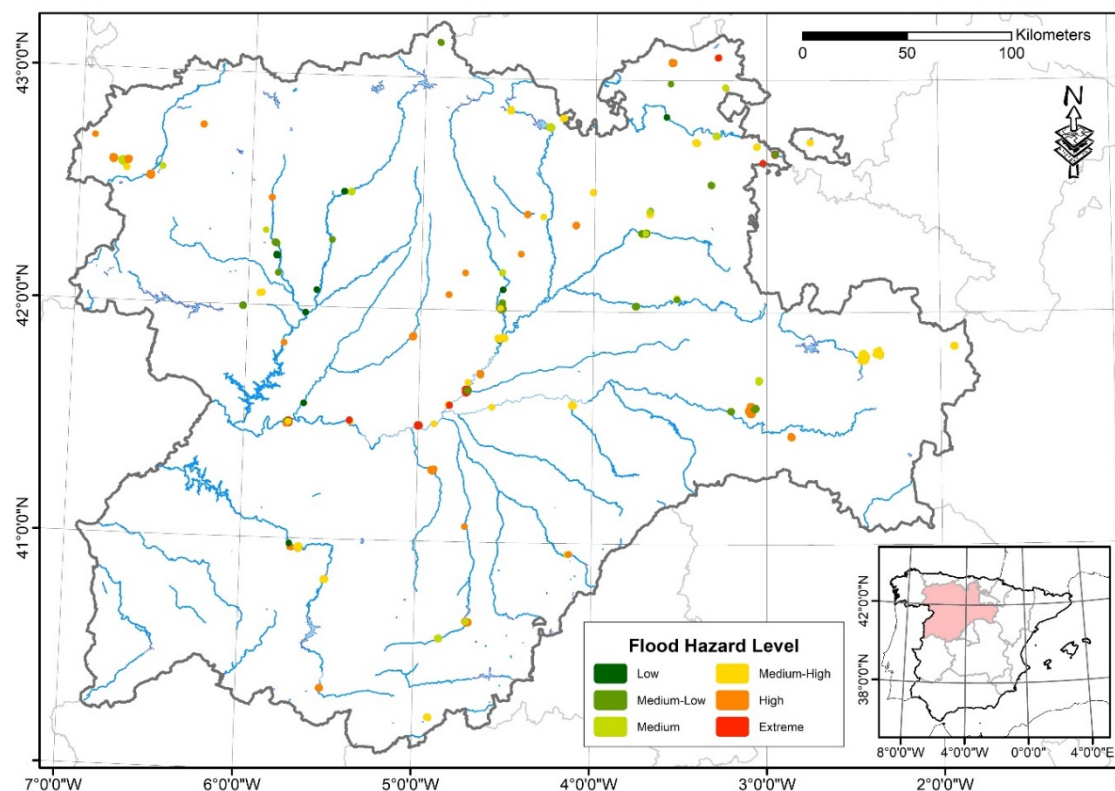 0
50
100
Kilometers
N
43°0'0"N
42°0'0"N
41°0'0"N
7°0'0"W
6°0'0"W
5°0'0"W
4°0'0"W
3°0'0"W
2°0'0"W
Flood Hazard Level
Low
Medium-High
Medium-Low
High
Medium
Extreme
42°0'0"N
38°0'0"N
8°0'0"W
4°0'0"W
0°0'0"
4°0'0"E